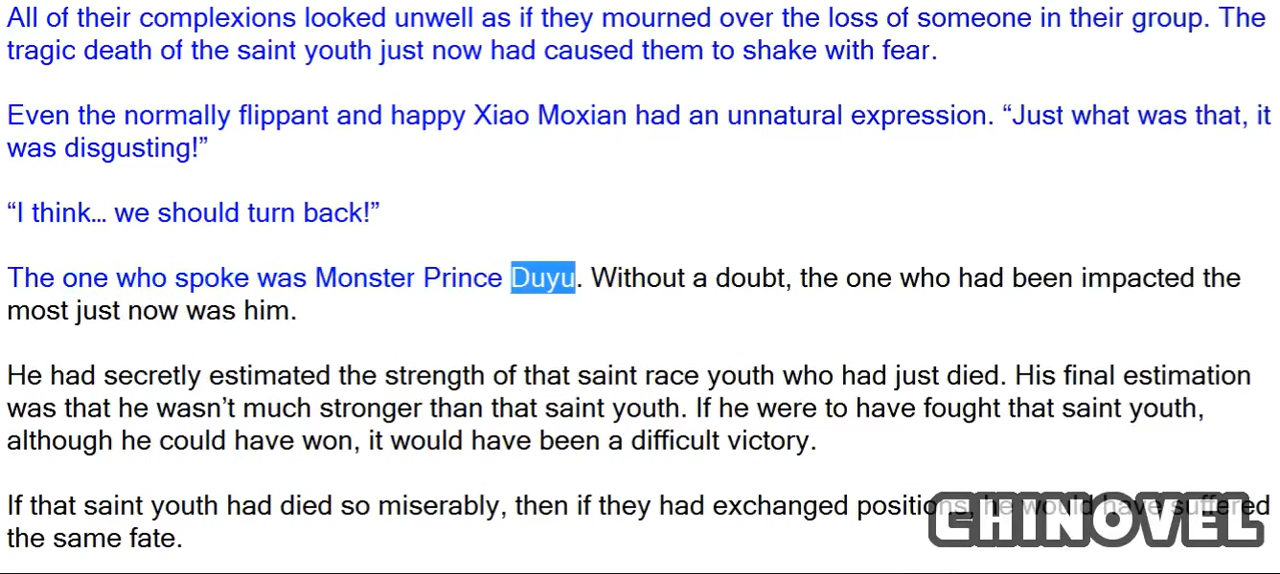 All of their complexions looked unwell as if they mourned over the loss of someone in their group. The
tragic death of the saint youth just now had caused them to shake with fear.
Even the normally flippant and happy Xiao Moxian had an unnatural expression. “Just what was that, it
was disgusting!”
“I think… we should turn back!”
The one who spoke was Monster Prince Duyu. Without a doubt, the one who had been impacted the
most just now was him.
He had secretly estimated the strength of that saint race youth who had just died. His final estimation
was that he wasn’t much stronger than that saint youth. If he were to have fought that saint youth,
although he could have won, it would have been a difficult victory.
If that saint youth had died so miserably, then if they had exchanged positions, he would have suffered
the same fate.
CHINOVEL